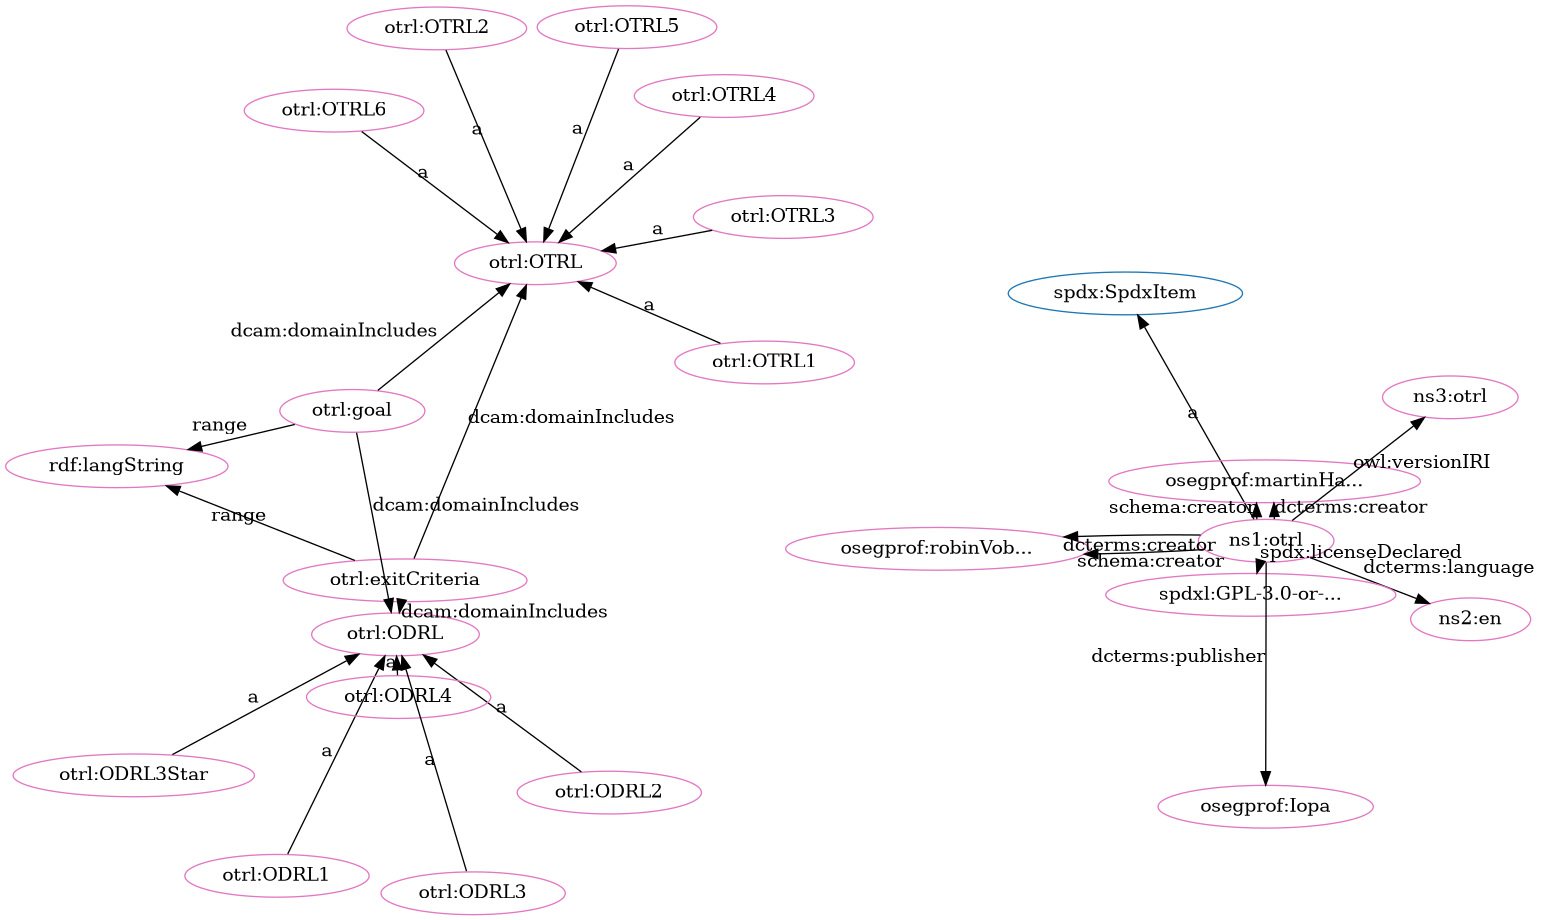 otrl:OTRL2
otrl:OTRL5
otrl:OTRL4
otrl:OTRL6
a
a
a
a
otrl:OTRL3
a
otrl:OTRL
a
otrl:OTRL1
dcam:domainIncludes
otrl:goal
dcam:domainIncludes
range
rdf:langString
dcam:domainIncludes
range
otrl:exitCriteria
dcam:domainIncludes
otrl:ODRL
a
otrl:ODRL4
a
a
a
a
otrl:ODRL3Star
otrl:ODRL2
otrl:ODRL1
otrl:ODRL3
spdx:SpdxItem
a
ns3:otrl
owl:versionIRI
osegprof:martinHa...
schema:creator
dcterms:creator
ns1:otrl
osegprof:robinVob...
dcterms:creator
schema:creator
spdx:licenseDeclared
dcterms:language
spdxl:GPL-3.0-or-...
ns2:en
dcterms:publisher
osegprof:Iopa